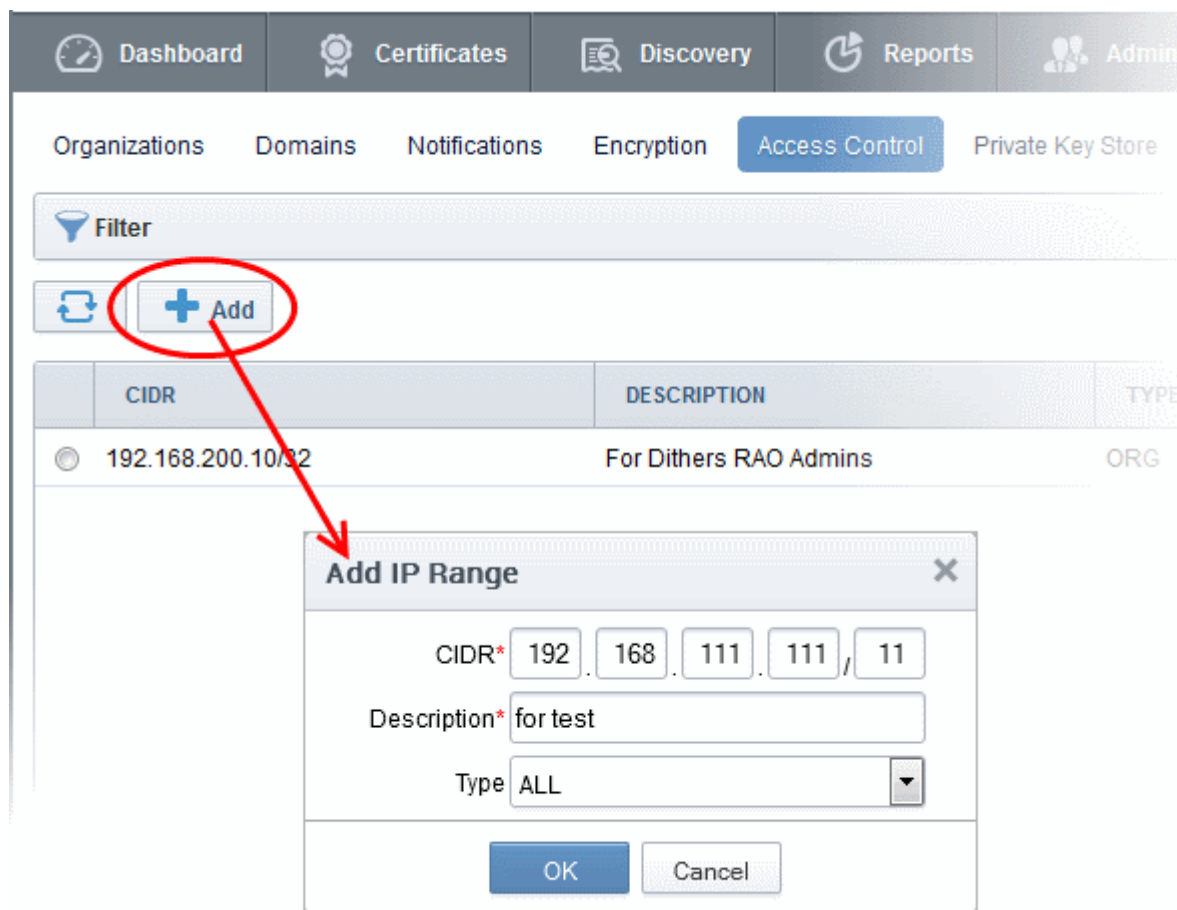 Dashboard Certificates Discovery Reports Admin
Organizations Domains Notifications Encryption Access Control Private Key Store
Filter
Add
CIDR DESCRIPTION TYPE
192.168.200.10/32 For Dithers RAO Admins ORG
Add IP Range
CIDR* 192 . 168 . 111 . 111 / 11
Description* for test
Type ALL
OK Cancel